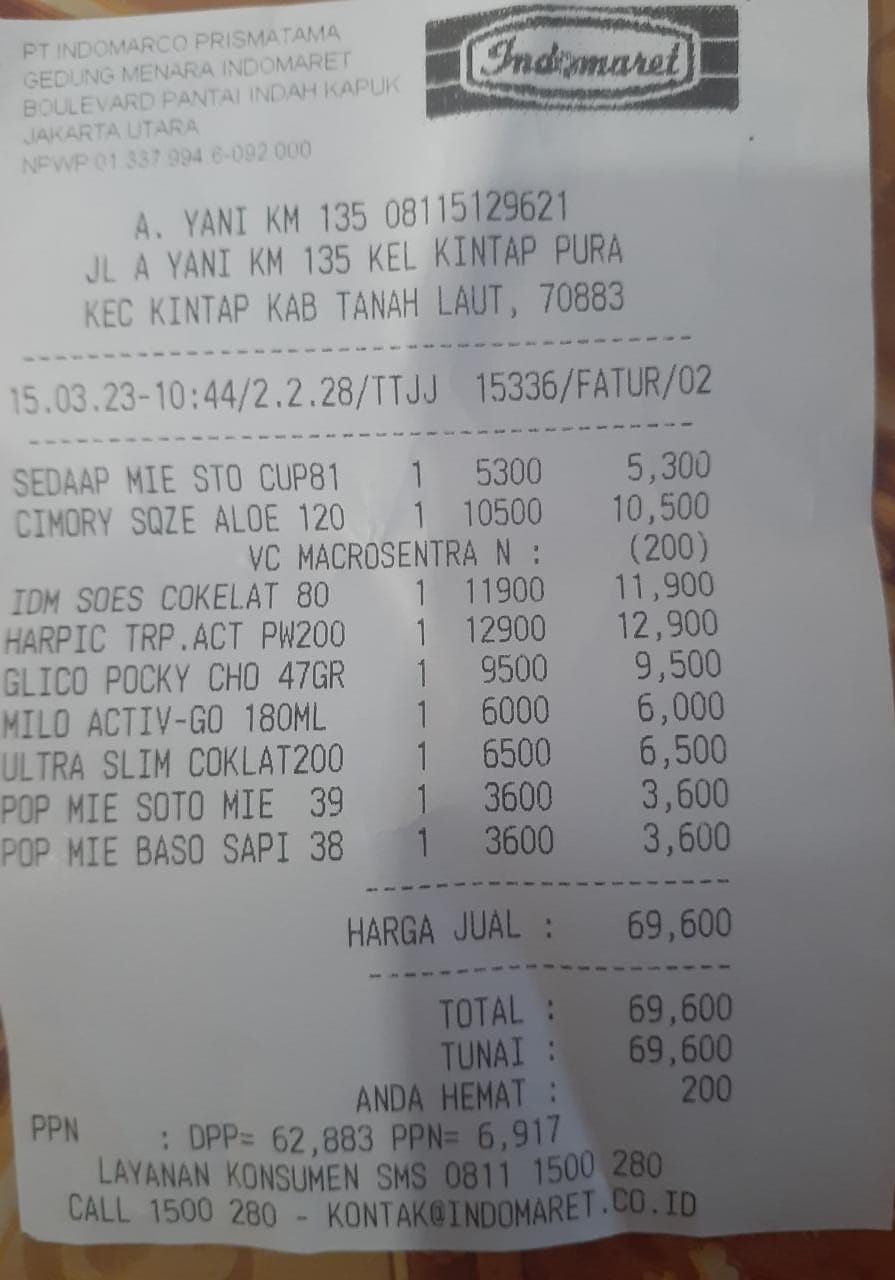 PT INDOMARCO PRISMATAMA
GEDUNG MENARA INDOMARET
BOULEVARD PANTAI INDAH KAPUK
JAKARTA UTARA
NPWP 01 337 994 6-092 000
Indomaret
A. YANI KM 135 08115129621
JL A YANI KM 135 KEL KINTAP PURA
KEC KINTAP KAB TANAH LAUT, 70883
15.03.23-10:44/2.2.28/TTJJ 15336/FATUR/02
SEDAAP MIE STO CUP81 1 5300 5,300
CIMORY SQZE ALOE 120 1 10500 10,500
VC MACROSENTRA N : (200)
IDM SOES COKELAT 80 1 11900 11,900
HARPIC TRP.ACT PW200 1 12900 12,900
GLICO POCKY CHO 47GR 1 9500 9,500
MILO ACTIV-GO 180ML 1 6000 6,000
ULTRA SLIM COKLAT200 1 6500 6,500
POP MIE SOTO MIE 39 1 3600 3,600
POP MIE BASO SAPI 38 1 3600 3,600
HARGA JUAL : 69,600
TOTAL : 69,600
TUNAI : 69,600
ANDA HEMAT : 200
PPN : DPP= 62,883 PPN= 6,917
LAYANAN KONSUMEN SMS 0811 1500 280
CALL 1500 280 - KONTAK@INDOMARET.CO.ID